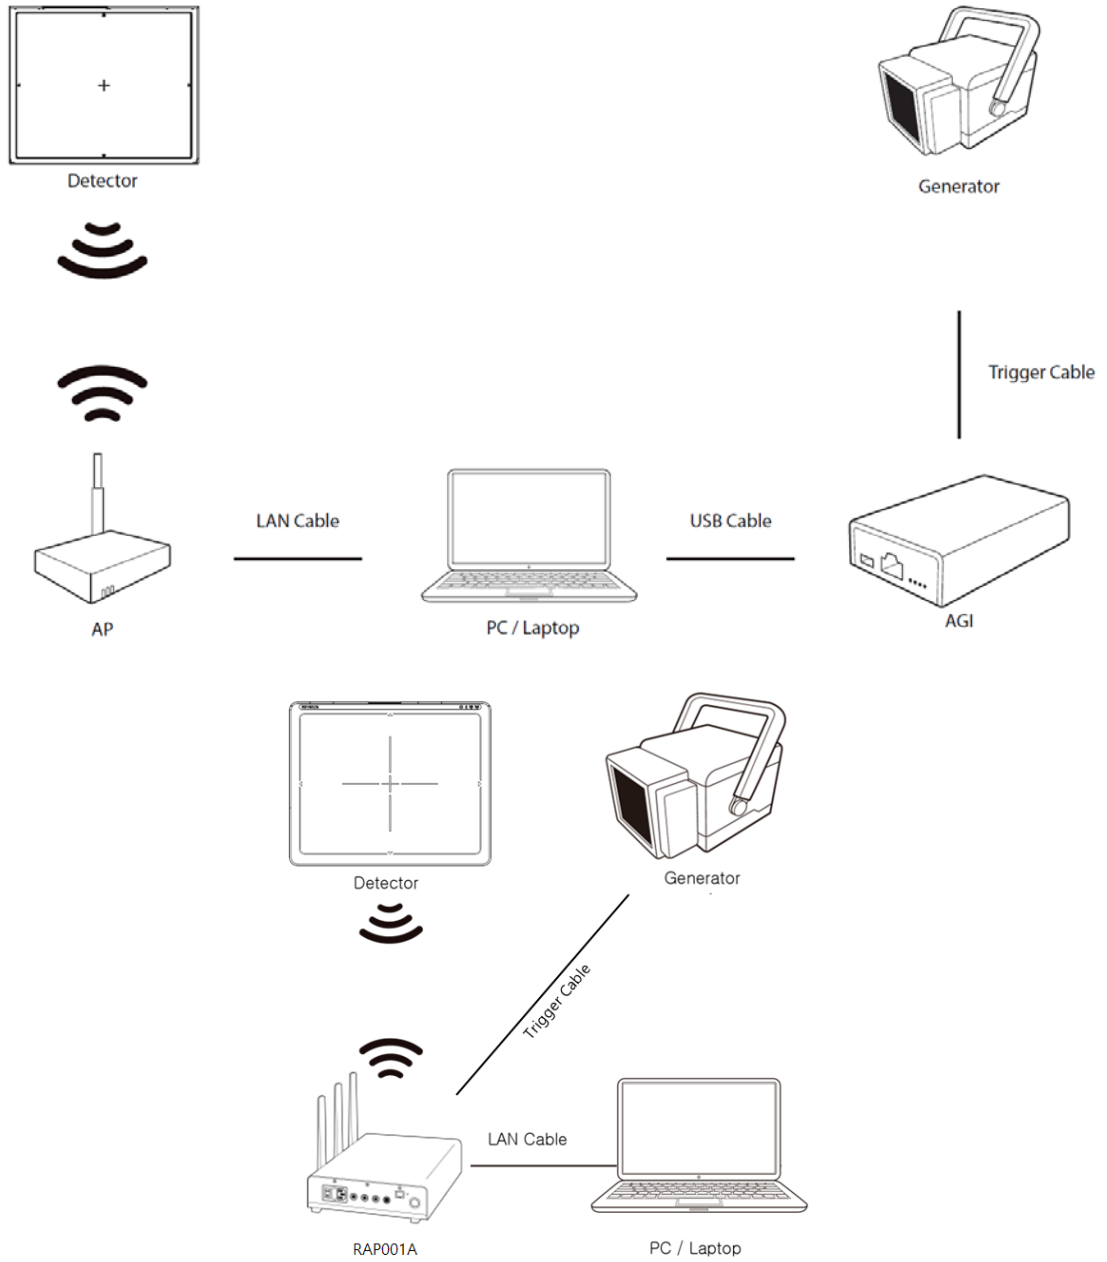 Detector
Generator
Trigger Cable
LAN Cable
USB Cable
AP
PC / Laptop
AGI
Detector
Generator
Trigger Cable
LAN Cable
RAP001A
PC / Laptop